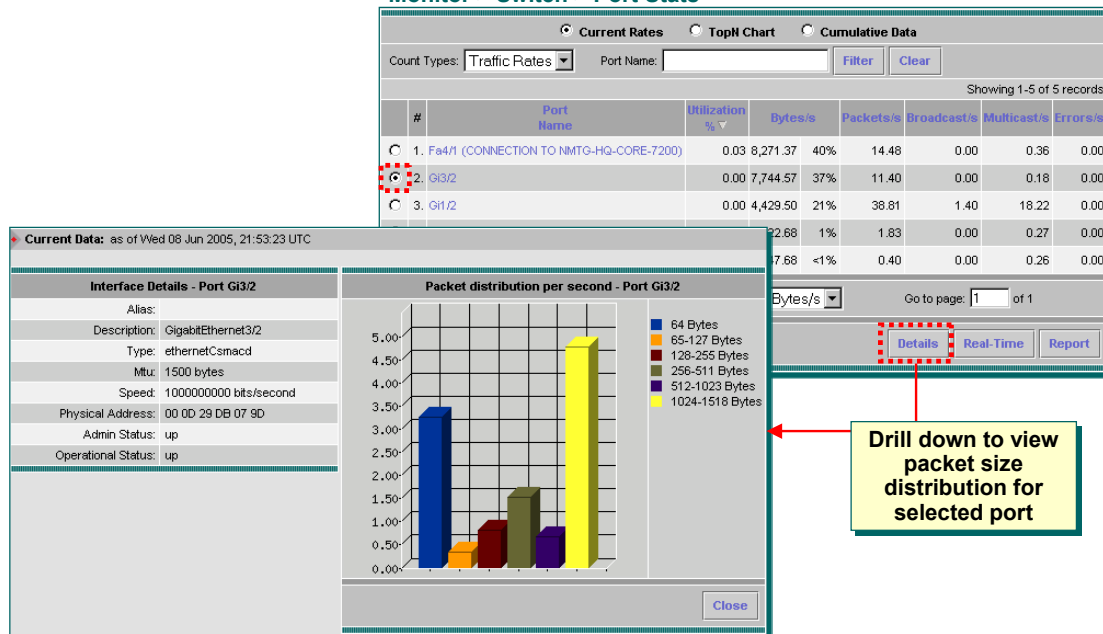 Monitor > Switch > Port Stats
Current Rates TopN Chart Cumulative Data
Count Types: Traffic Rates Port Name: Filter Clear
Showing 1-5 of 5 records
# Port Name Utilization % Bytes/s Packets/s Broadcast/s Multicast/s Errors/s
1. Fa4/1 (CONNECTION TO NMTG-HQ-CORE-7200) 0.03 8,271.37 40% 14.48 0.00 0.36 0.00
2. Gi3/2 0.00 7,744.57 37% 11.40 0.00 0.18 0.00
3. Gi1/2 0.00 4,429.50 21% 38.81 1.40 18.22 0.00
22.68 1% 1.83 0.00 0.27 0.00
7.68 <1% 0.40 0.00 0.26 0.00
Bytes/s Go to page: 1 of 1
Details Real-Time Report
Current Data: as of Wed 08 Jun 2005, 21:53:23 UTC
Interface Details - Port Gi3/2
Alias:
Description: GigabitEthernet3/2
Type: ethernetCsmacd
Mtu: 1500 bytes
Speed: 1000000000 bits/second
Physical Address: 00 0D 29 DB 07 9D
Admin Status: up
Operational Status: up
Packet distribution per second - Port Gi3/2
5.00
4.50
4.00
3.50
3.00
2.50
2.00
1.50
1.00
0.50
0.00
64 Bytes
65-127 Bytes
128-255 Bytes
256-511 Bytes
512-1023 Bytes
1024-1518 Bytes
Close
Drill down to view
packet size
distribution for
selected port